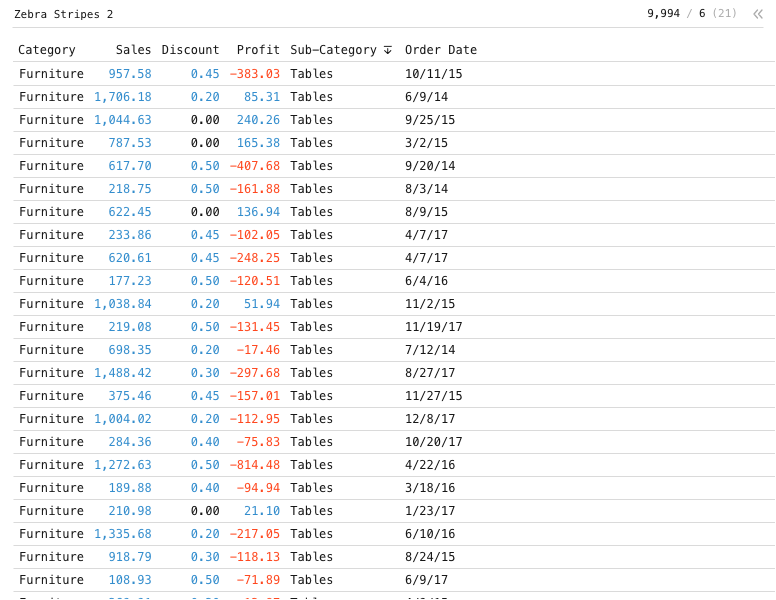 Zebra Stripes 2 9,994 / 6 (21) «
Category Sales Discount Profit Sub-Category Order Date
Furniture 957.58 0.45 −383.03 Tables 10/11/15
Furniture 1,706.18 0.20 85.31 Tables 6/9/14
Furniture 1,044.63 0.00 240.26 Tables 9/25/15
Furniture 787.53 0.00 165.38 Tables 3/2/15
Furniture 617.70 0.50 −407.68 Tables 9/20/14
Furniture 218.75 0.50 −161.88 Tables 8/3/14
Furniture 622.45 0.00 136.94 Tables 8/9/15
Furniture 233.86 0.45 −102.05 Tables 4/7/17
Furniture 620.61 0.45 −248.25 Tables 4/7/17
Furniture 177.23 0.50 −120.51 Tables 6/4/16
Furniture 1,038.84 0.20 51.94 Tables 11/2/15
Furniture 219.08 0.50 −131.45 Tables 11/19/17
Furniture 698.35 0.20 −17.46 Tables 7/12/14
Furniture 1,488.42 0.30 −297.68 Tables 8/27/17
Furniture 375.46 0.45 −157.01 Tables 11/27/15
Furniture 1,004.02 0.20 −112.95 Tables 12/8/17
Furniture 284.36 0.40 −75.83 Tables 10/20/17
Furniture 1,272.63 0.50 −814.48 Tables 4/22/16
Furniture 189.88 0.40 −94.94 Tables 3/18/16
Furniture 210.98 0.00 21.10 Tables 1/23/17
Furniture 1,335.68 0.20 −217.05 Tables 6/10/16
Furniture 918.79 0.30 −118.13 Tables 8/24/15
Furniture 108.93 0.50 −71.89 Tables 6/9/17